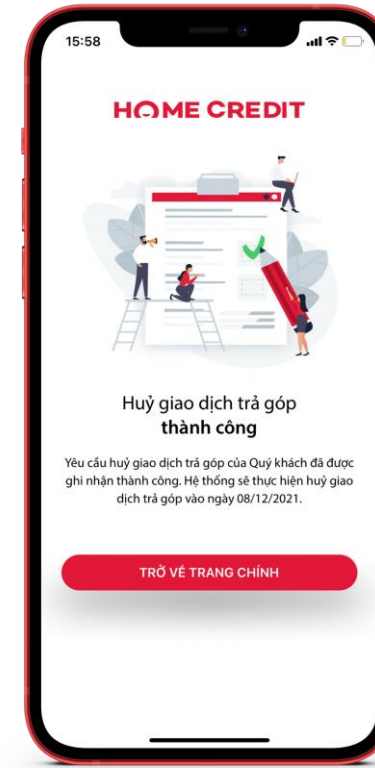 15:58
HOME CREDIT
Huỷ giao dịch trả góp
thành công
Yêu cầu huỷ giao dịch trả góp của Quý khách đã được
ghi nhận thành công. Hệ thống sẽ thực hiện huỷ giao
dịch trả góp vào ngày 08/12/2021.
TRỞ VỀ TRANG CHÍNH